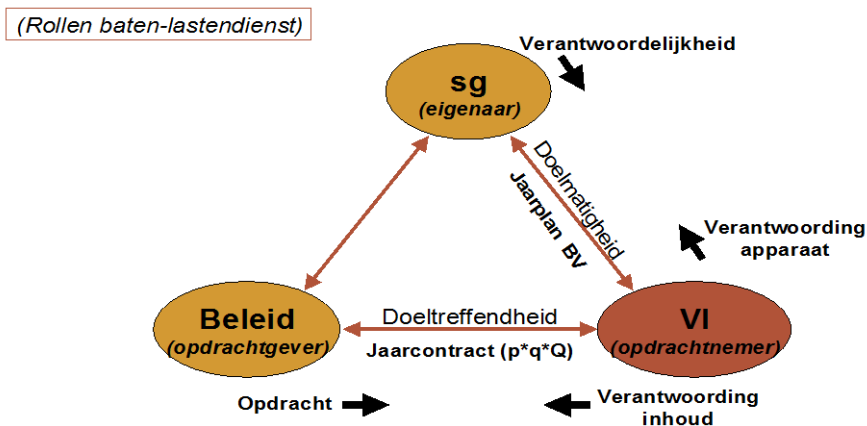 (Rollen baten-lastendienst)
Verantwoordelijkheid
sg
(eigenaar)
Doelmatigheid
Jaarplan BV
Verantwoording
apparaat
Beleid
(opdrachtgever)
Doeltreffendheid
Jaarcontract (p*q*Q)
VI
(opdrachtnemer)
Opdracht
Verantwoording
inhoud